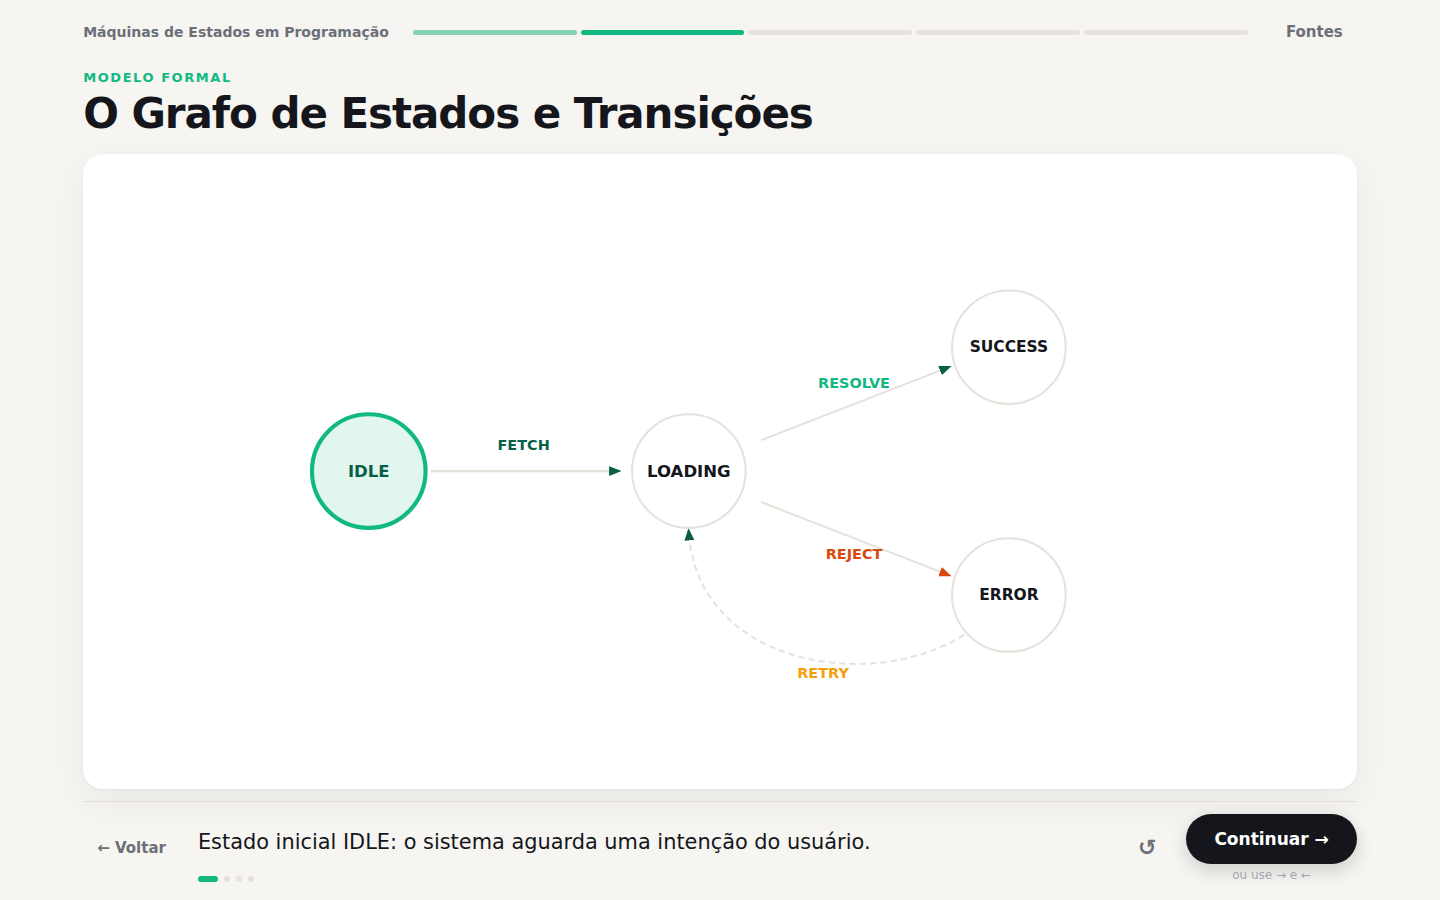 Máquinas de Estados em Programação
Fontes
MODELO FORMAL
O Grafo de Estados e Transições
SUCCESS
RESOLVE
FETCH
IDLE
LOADING
REJECT
ERROR
RETRY
← Voltar
Estado inicial IDLE: o sistema aguarda uma intenção do usuário.
↺
Continuar →
ou use → e ←